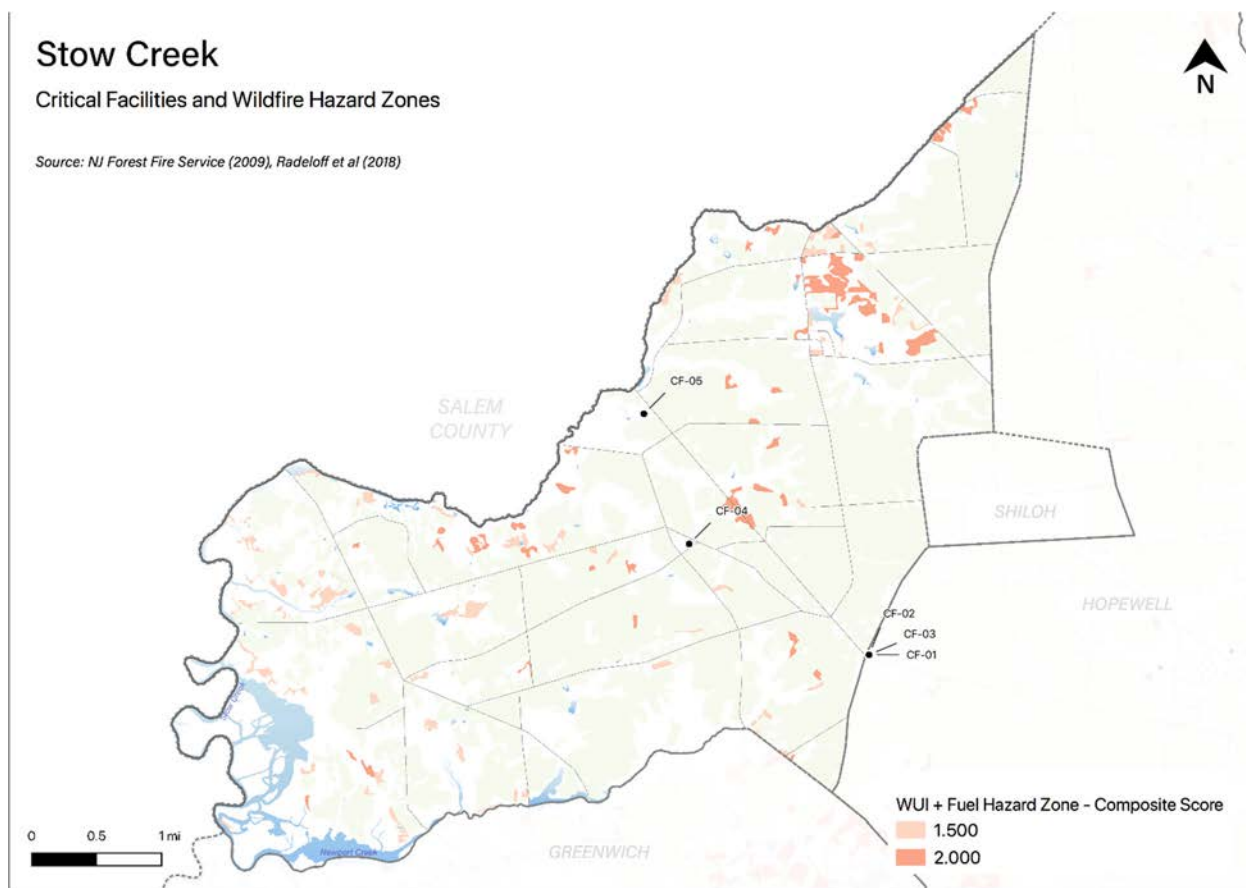 Stow Creek
Critical Facilities and Wildfire Hazard Zones
N
Source: NJ Forest Fire Service (2009), Radeloff et al (2018)
CF-05
SALEM
COUNTY
CF-04
SHILOH
HOPEWELL
CF-02
CF-03
CF-01
WUI + Fuel Hazard Zone - Composite Score
1.500
2.000
0 0.5 1 mi
Newport Creek
GREENWICH